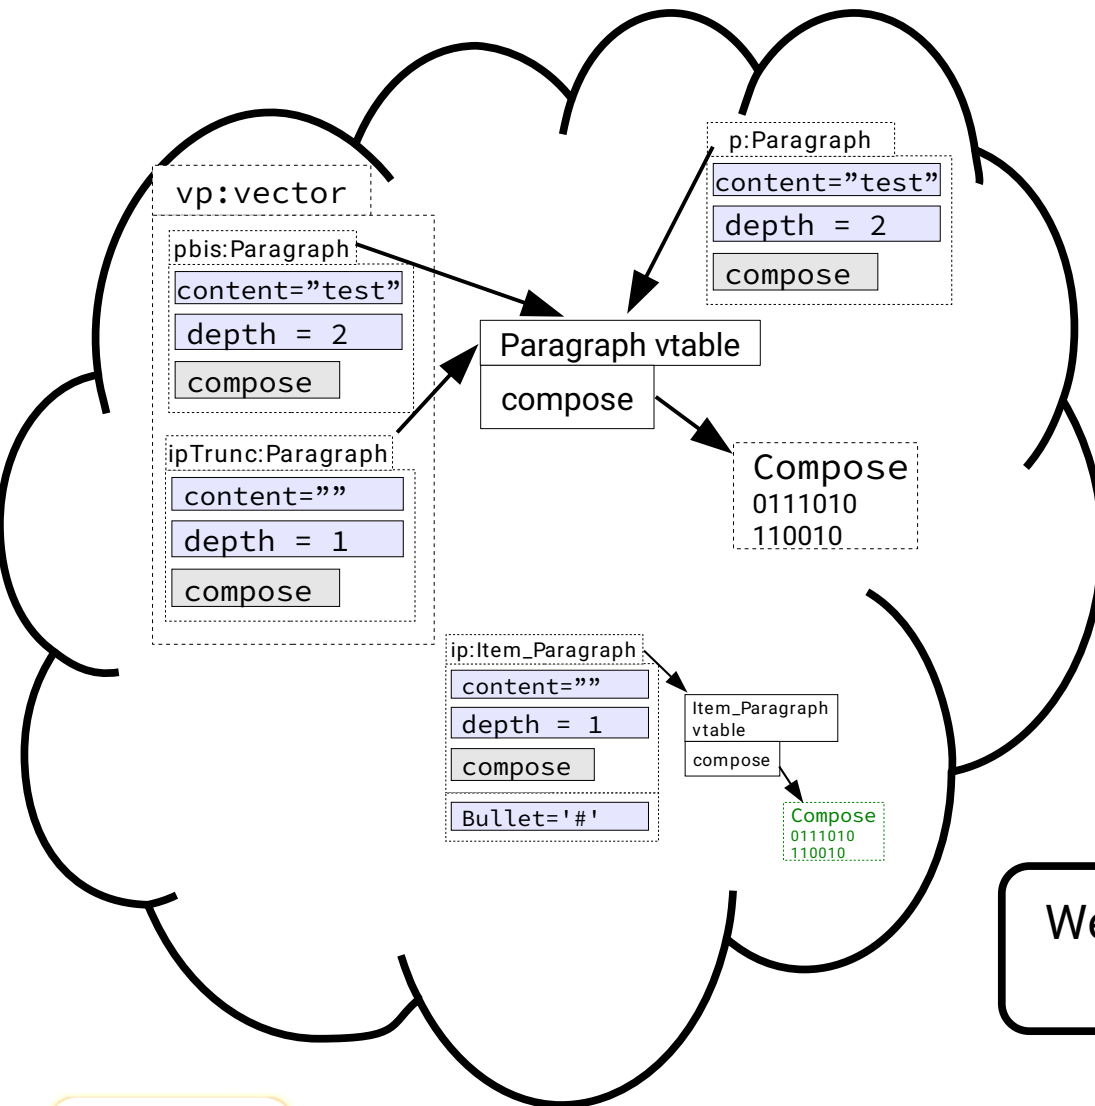 p:Paragraph
content=”test”
depth = 2
compose
vp:vector
pbis:Paragraph
content=”test”
depth = 2
compose
ipTrunc:Paragraph
content=””
depth = 1
compose
Paragraph vtable
compose
Compose
0111010
110010
ip:Item_Paragraph
content=””
depth = 1
compose
Bullet='#'
Item_Paragraph
vtable
compose
Compose
0111010
110010